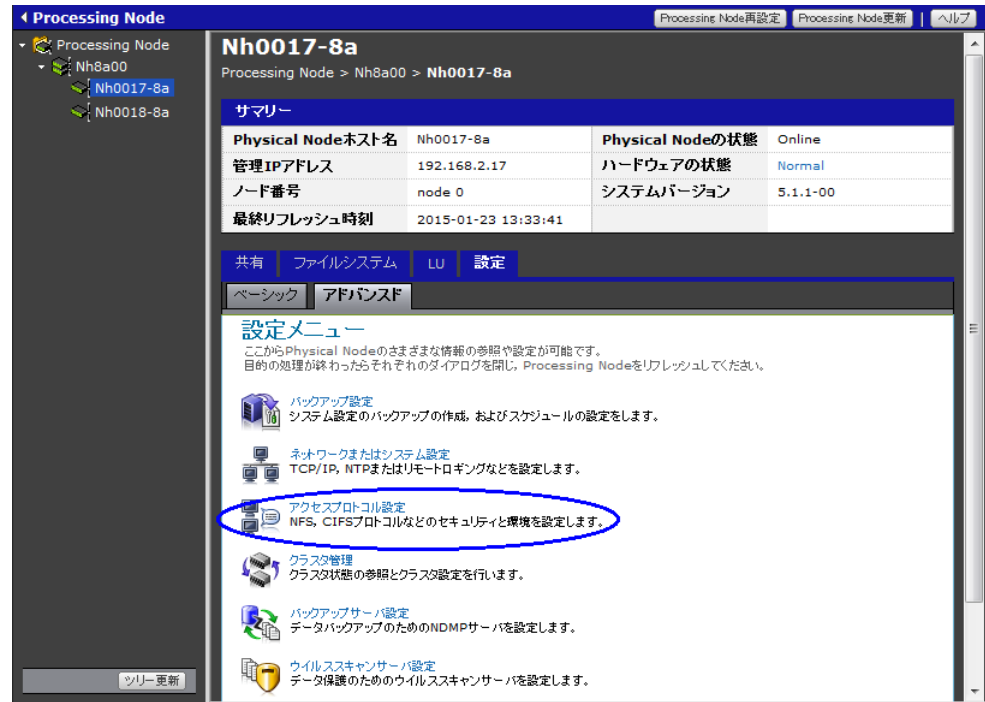 Processing Node
Processing Node再設定 Processing Node更新 | ヘルプ
Processing Node
Nh8a00
Nh0017-8a
Nh0018-8a
ツリー更新
Nh0017-8a
Processing Node > Nh8a00 > Nh0017-8a
サマリー
Physical Nodeホスト名 Nh0017-8a Physical Nodeの状態 Online
管理IPアドレス 192.168.2.17 ハードウェアの状態 Normal
ノード番号 node 0 システムバージョン 5.1.1-00
最終リフレッシュ時刻 2015-01-23 13:33:41
共有 ファイルシステム LU 設定
ベーシック アドバンスド
設定メニュー
ここからPhysical Nodeのさまざまな情報の参照や設定が可能です。
目的の処理が終わったらそれぞれのダイアログを閉じ, Processing Nodeをリフレッシュしてください。
バックアップ設定
システム設定のバックアップの作成, およびスケジュールの設定をします。
ネットワークまたはシステム設定
TCP/IP, NTPまたはリモートロギングなどを設定します。
アクセスプロトコル設定
NFS, CIFSプロトコルなどのセキュリティと環境を設定します。
クラスタ管理
クラスタ状態の参照とクラスタ設定を行います。
バックアップサーバ設定
データバックアップのためのNDMPサーバを設定します。
ウイルススキャンサーバ設定
データ保護のためのウイルススキャンサーバを設定します。